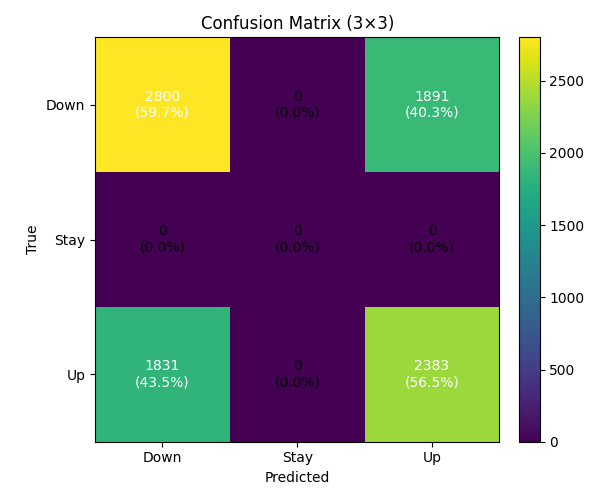 Confusion Matrix (3×3)
True
Down
2800
(59.7%)
0
(0.0%)
1891
(40.3%)
Stay
0
(0.0%)
0
(0.0%)
0
(0.0%)
Up
1831
(43.5%)
0
(0.0%)
2383
(56.5%)
Down
Stay
Up
Predicted
2500
2000
1500
1000
500
0